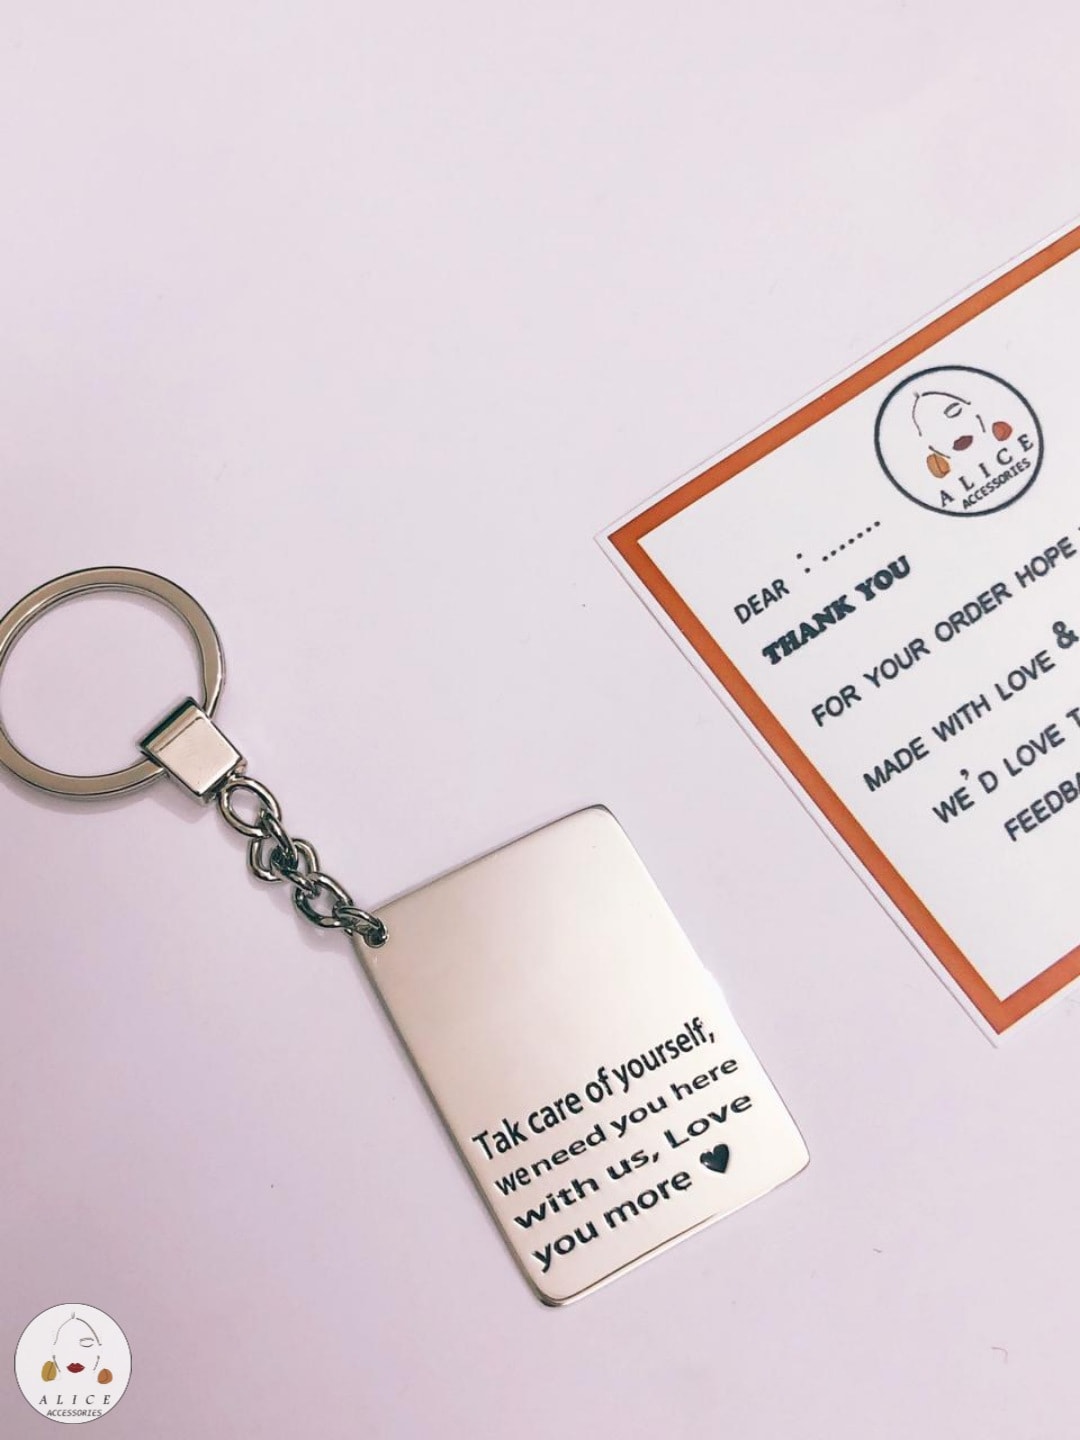 ALICE
ACCESSORIES
DEAR : .......
THANK YOU
FOR YOUR ORDER HOPE
MADE WITH LOVE &
WE'D LOVE T
FEEDBA
Tak care of yourself,
we need you here
with us, Love
you more ♥
ALICE
ACCESSORIES